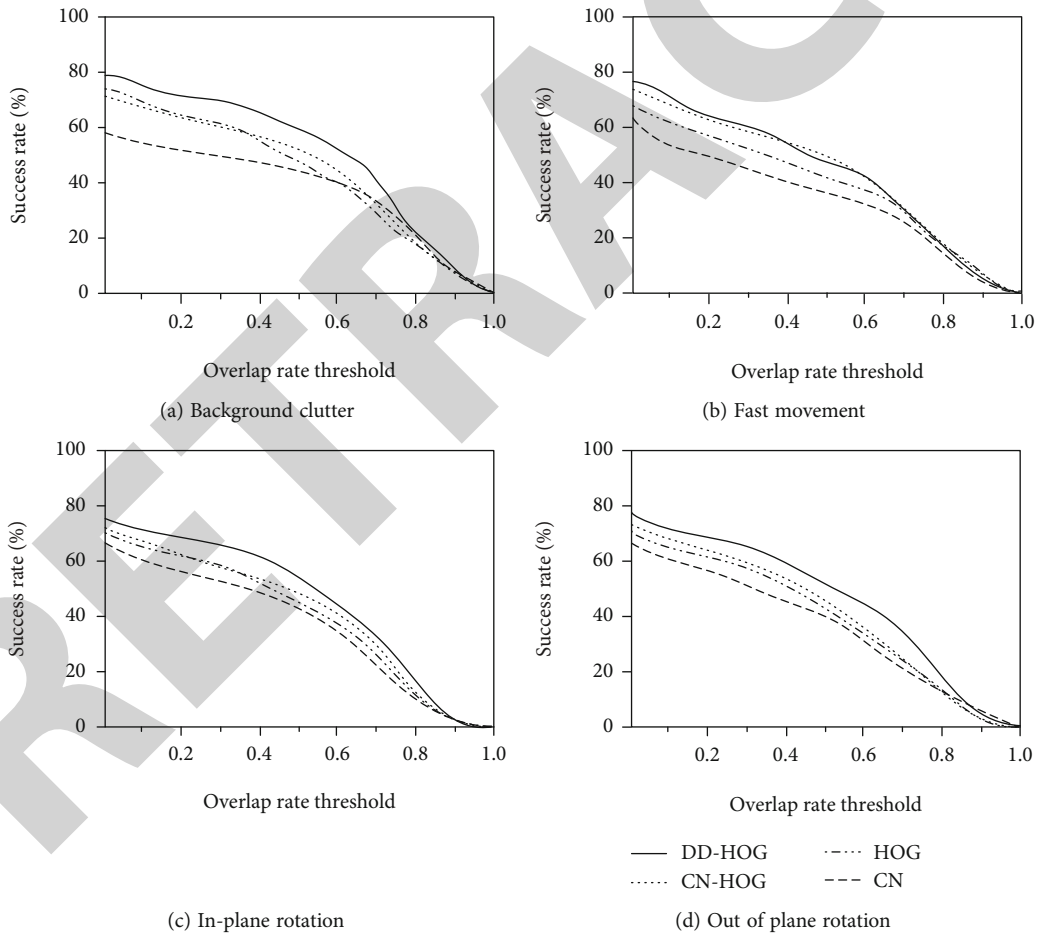 100
80
60
40
20
0
Success rate (%)
0.2 0.4 0.6 0.8 1.0
Overlap rate threshold
(a) Background clutter
100
80
60
40
20
0
Success rate (%)
0.2 0.4 0.6 0.8 1.0
Overlap rate threshold
(b) Fast movement
100
80
60
40
20
0
Success rate (%)
0.2 0.4 0.6 0.8 1.0
Overlap rate threshold
(c) In-plane rotation
100
80
60
40
20
0
Success rate (%)
0.2 0.4 0.6 0.8 1.0
Overlap rate threshold
DD-HOG HOG
CN-HOG CN
(d) Out of plane rotation
RETRAC